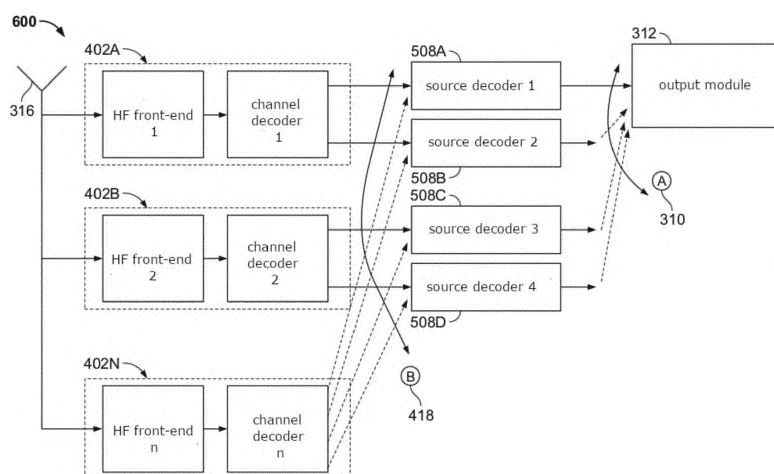 600
402A
508A
312
316
HF front-end
1
channel
decoder
1
source decoder 1
output module
source decoder 2
508B
A
310
402B
508C
HF front-end
2
channel
decoder
2
source decoder 3
source decoder 4
508D
402N
B
418
HF front-end
n
channel
decoder
n